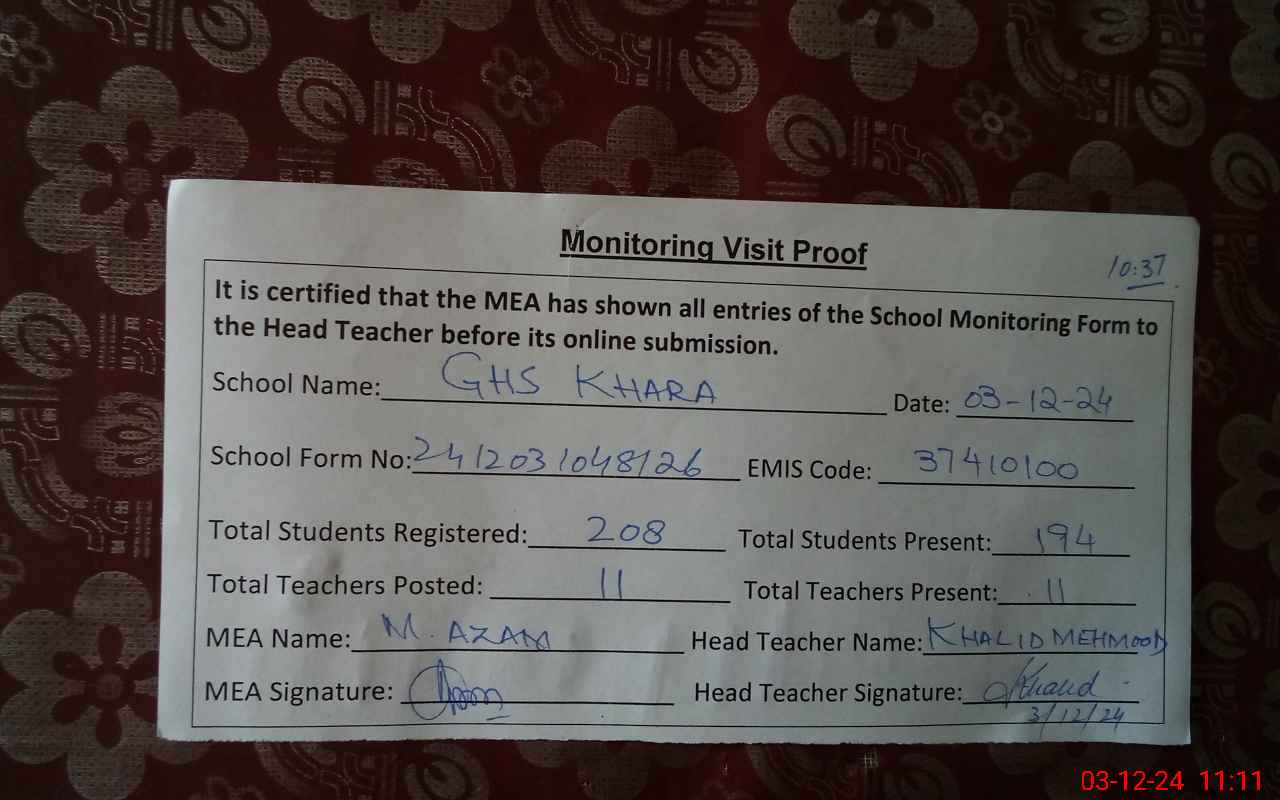 Monitoring Visit Proof
10:37
It is certified that the MEA has shown all entries of the School Monitoring Form to
the Head Teacher before its online submission.
School Name: GHS KHARA Date: 03-12-24
School Form No: 2412031048126 EMIS Code: 37410100
Total Students Registered: 208 Total Students Present: 194
Total Teachers Posted: 11 Total Teachers Present: 11
MEA Name: M. AZAM Head Teacher Name: KHALID MEHMOOD
MEA Signature: Head Teacher Signature:
3/12/24
03-12-24 11:11